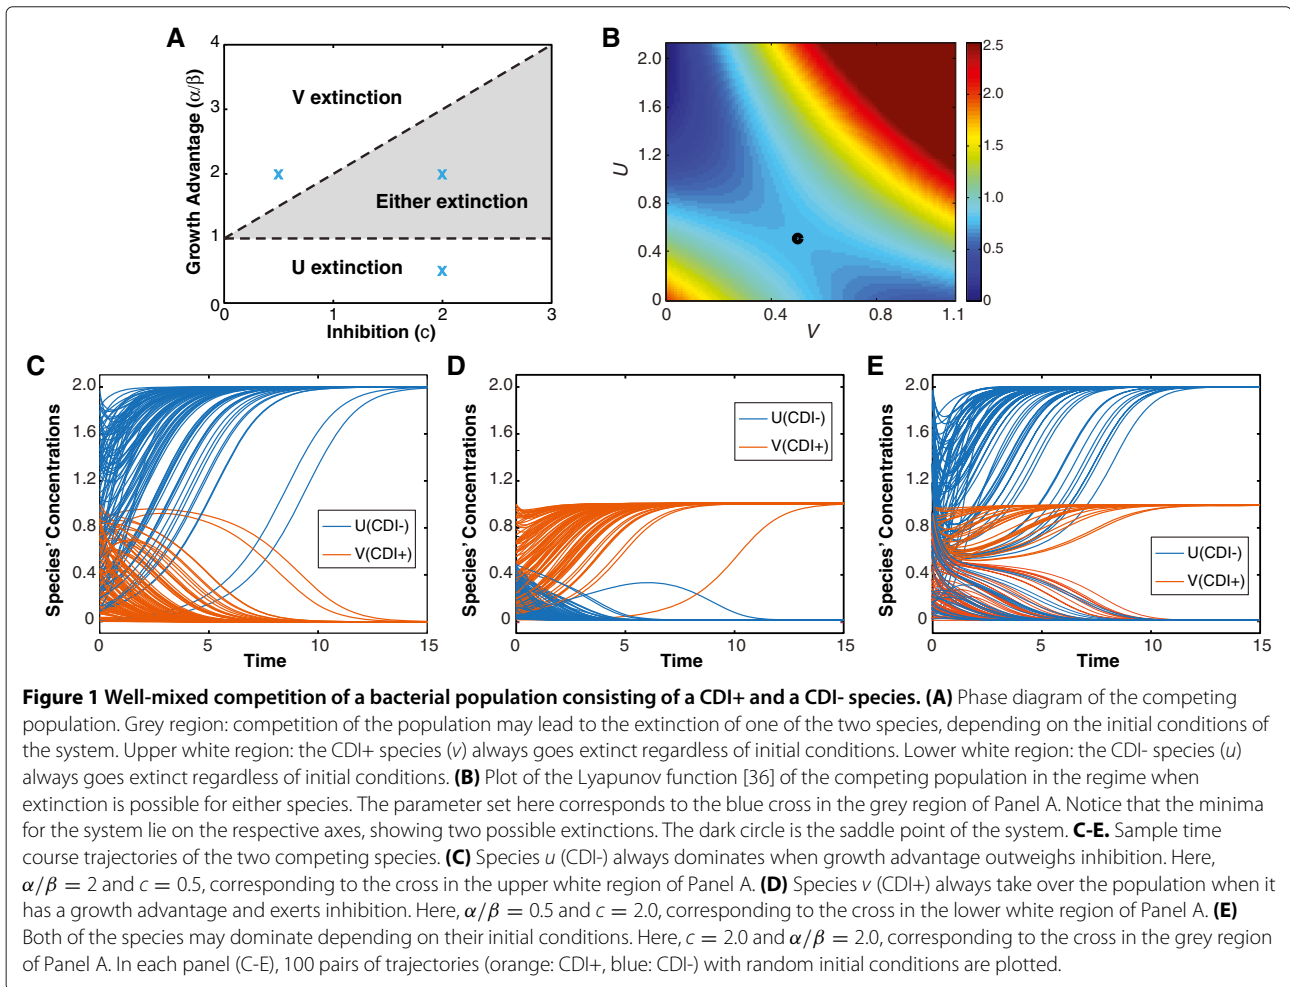 A
4
3
2
1
0
Growth Advantage (α/β)
V extinction
x
x
Either extinction
U extinction
x
0
1
2
3
Inhibition (c)
B
2.0
1.6
1.2
0.8
0.4
0
U
0
0.4
0.8
1.1
V
2.5
2.0
1.5
1.0
0.5
0
C
2.0
1.6
1.2
0.8
0.4
0
Species' Concentrations
U(CDI-)
V(CDI+)
0
5
10
15
Time
D
2.0
1.6
1.2
0.8
0.4
0
Species' Concentrations
U(CDI-)
V(CDI+)
0
5
10
15
Time
E
2.0
1.6
1.2
0.8
0.4
0
Species' Concentrations
U(CDI-)
V(CDI+)
0
5
10
15
Time
Figure 1 Well-mixed competition of a bacterial population consisting of a CDI+ and a CDI- species. (A) Phase diagram of the competing
population. Grey region: competition of the population may lead to the extinction of one of the two species, depending on the initial conditions of
the system. Upper white region: the CDI+ species (v) always goes extinct regardless of initial conditions. Lower white region: the CDI- species (u)
always goes extinct regardless of initial conditions. (B) Plot of the Lyapunov function [36] of the competing population in the regime when
extinction is possible for either species. The parameter set here corresponds to the blue cross in the grey region of Panel A. Notice that the minima
for the system lie on the respective axes, showing two possible extinctions. The dark circle is the saddle point of the system. C-E. Sample time
course trajectories of the two competing species. (C) Species u (CDI-) always dominates when growth advantage outweighs inhibition. Here,
α/β = 2 and c = 0.5, corresponding to the cross in the upper white region of Panel A. (D) Species v (CDI+) always take over the population when it
has a growth advantage and exerts inhibition. Here, α/β = 0.5 and c = 2.0, corresponding to the cross in the lower white region of Panel A. (E)
Both of the species may dominate depending on their initial conditions. Here, c = 2.0 and α/β = 2.0, corresponding to the cross in the grey region
of Panel A. In each panel (C-E), 100 pairs of trajectories (orange: CDI+, blue: CDI-) with random initial conditions are plotted.